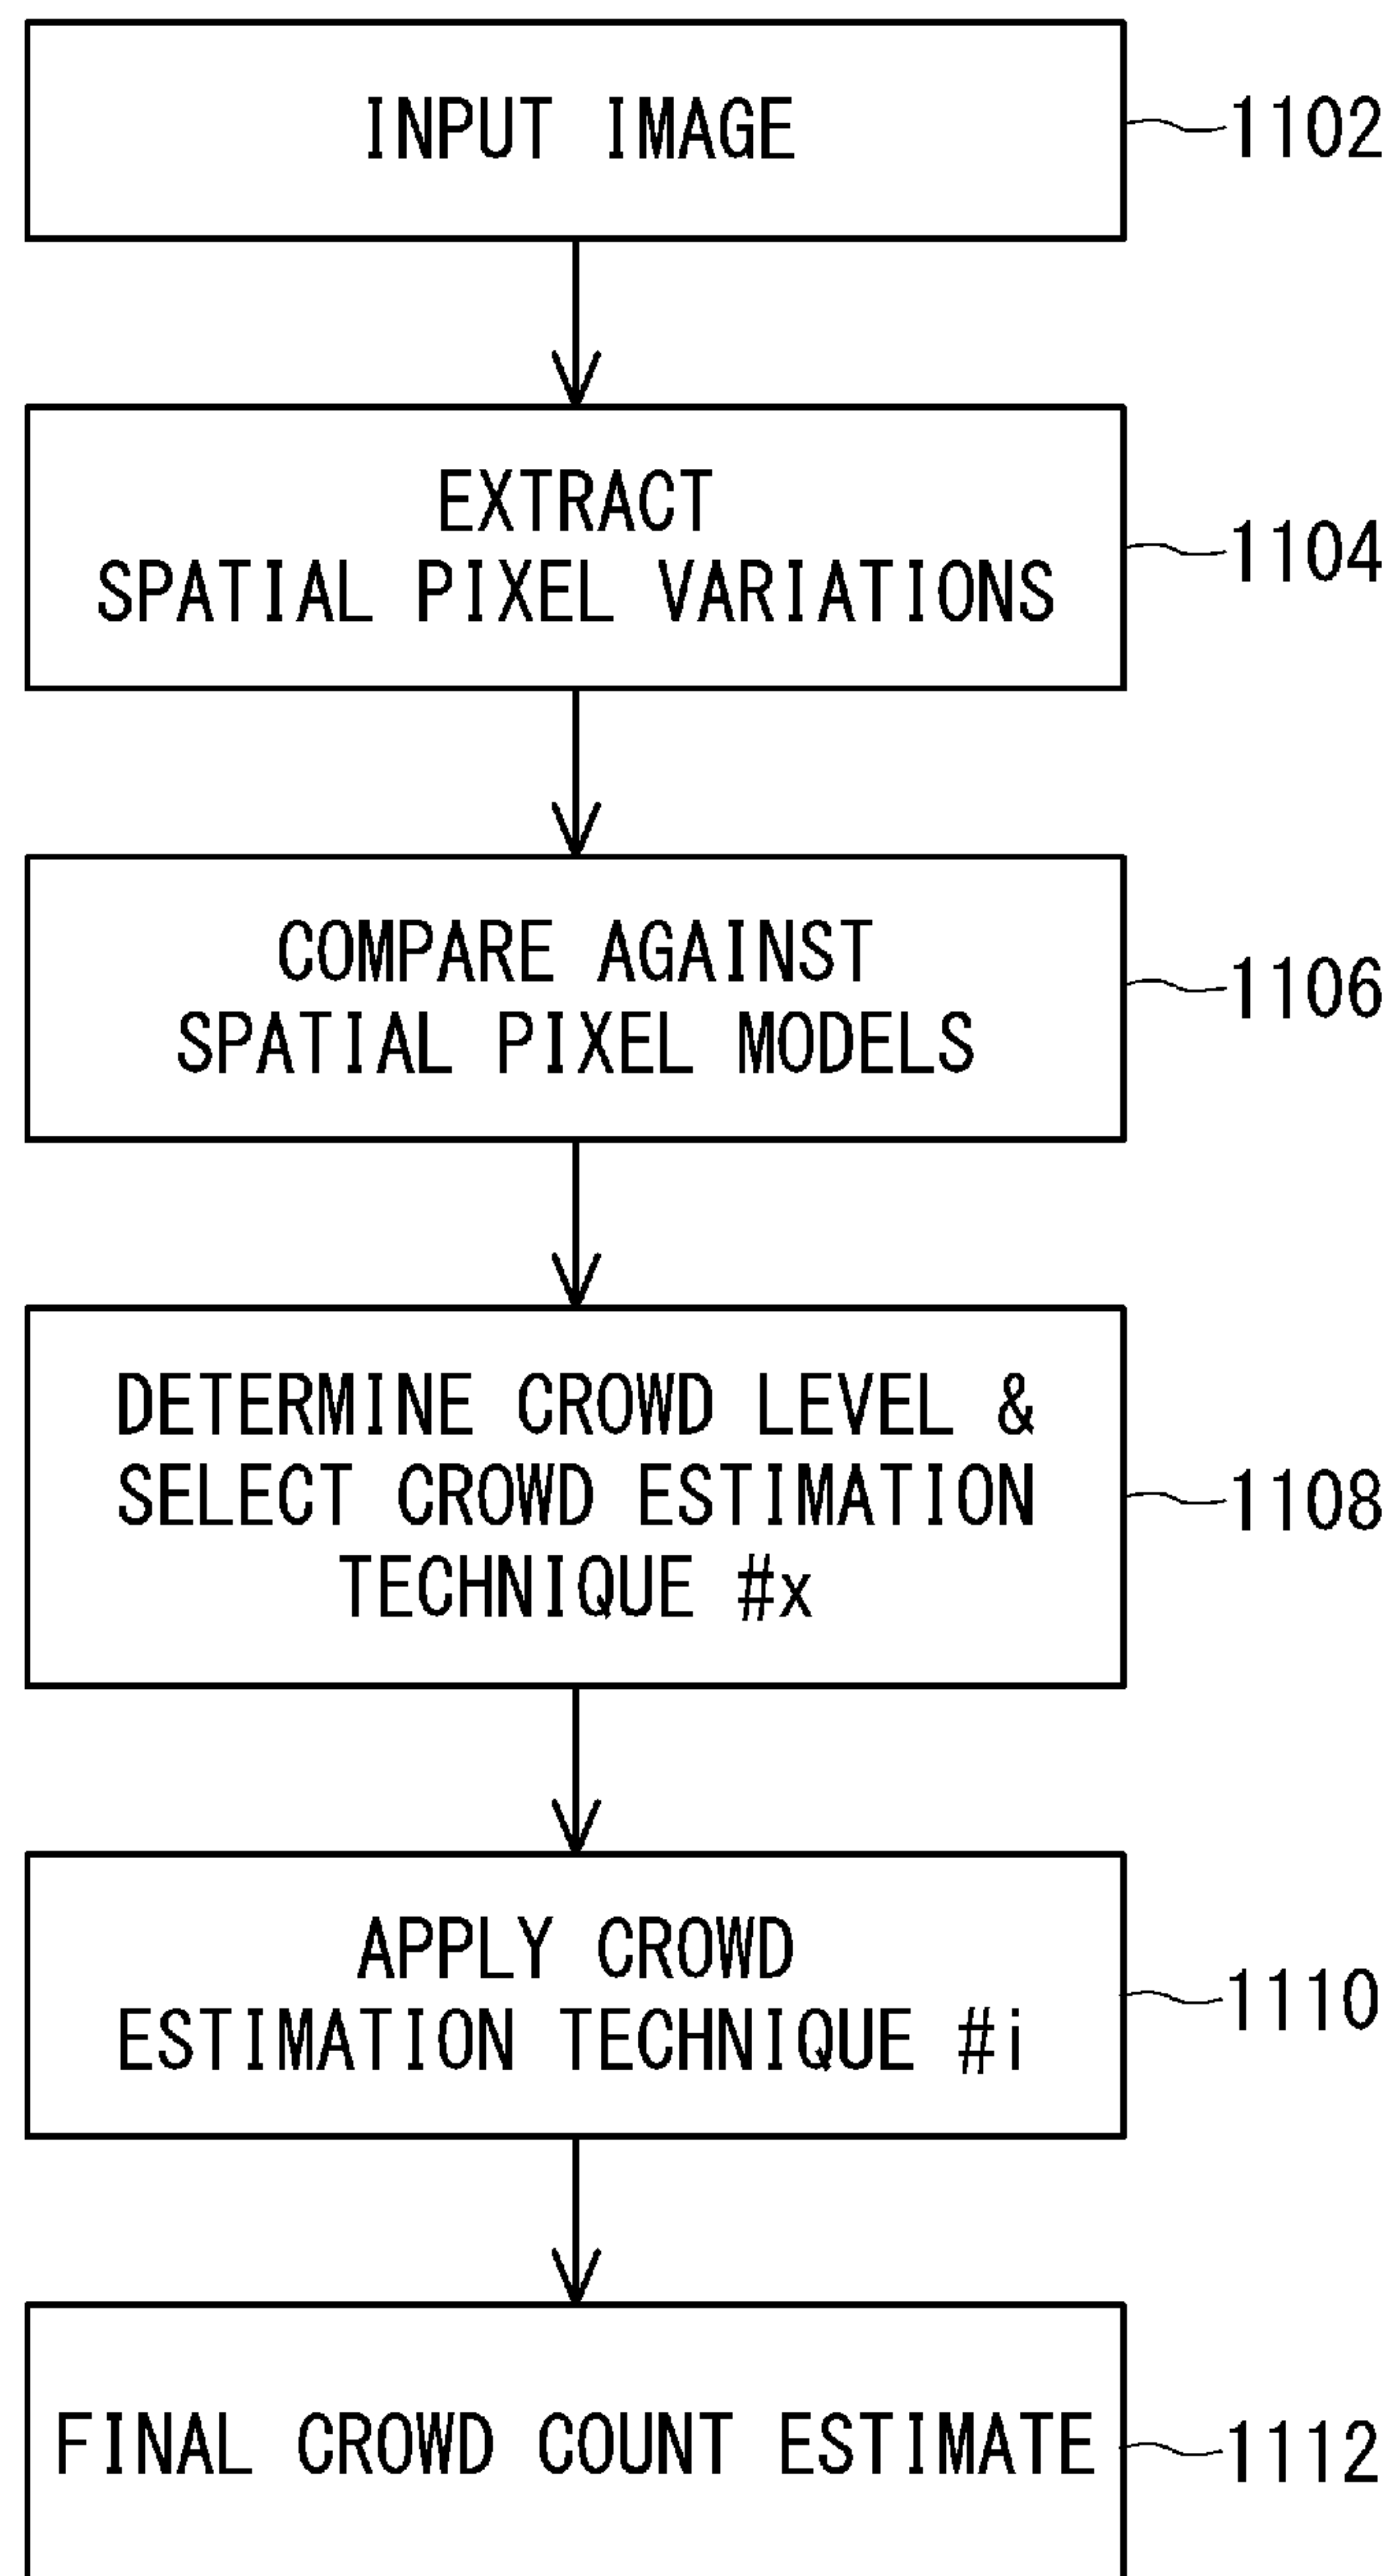 INPUT IMAGE
1102
EXTRACT
SPATIAL PIXEL VARIATIONS
1104
COMPARE AGAINST
SPATIAL PIXEL MODELS
1106
DETERMINE CROWD LEVEL &
SELECT CROWD ESTIMATION
TECHNIQUE #x
1108
APPLY CROWD
ESTIMATION TECHNIQUE #i
1110
FINAL CROWD COUNT ESTIMATE
1112